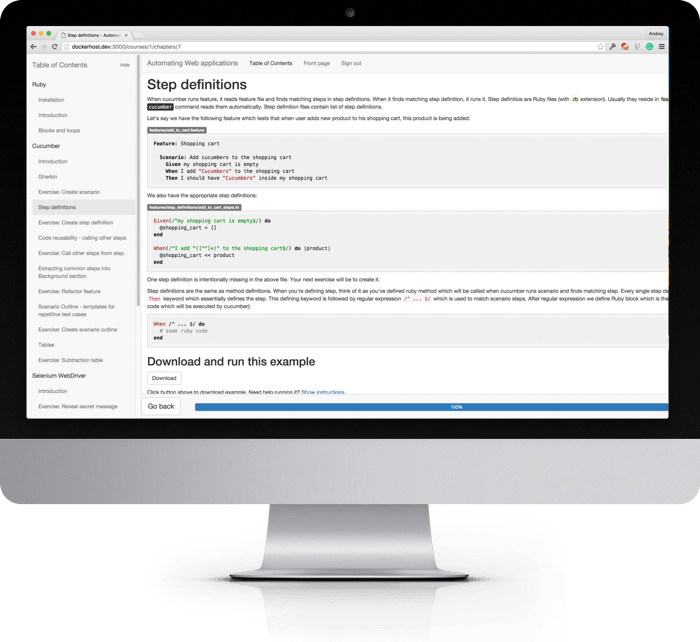 Step definitions - Automati
Andrey
dockerhost.dev:3000/courses/1/chapters/7
Table of Contents
hide
Automating Web applications
Table of Contents
Front page
Sign out
Ruby
Installation
Introduction
Blocks and loops
Cucumber
Introduction
Gherkin
Exercise: Create scenario
Step definitions
Exercise: Create step definition
Code reusability - calling other steps
Exercise: Call other steps from step
Extracting common steps into
Background section
Exercise: Refactor feature
Scenario Outline - templates for
repetitive test cases
Exercise: Create scenario outline
Tables
Exercise: Subtraction table
Selenium WebDriver
Introduction
Exercise: Reveal secret message
Step definitions
When cucumber runs feature, it reads feature file and finding matching steps in step definitions. When it finds matching step definition, it runs it. Step definitios are Ruby files (with .rb extension). Usually they reside in fea
cucumber command reads them automatically. Step definition files contain list of step definitions.
Let's say we have the following feature which tests that when user adds new product to his shopping cart, this product is being added:
features/add_to_cart.feature
Feature: Shopping cart
Scenario: Add cucumbers to the shopping cart
Given my shopping cart is empty
When I add "Cucumbers" to the shopping cart
Then I should have "Cucumbers" inside my shopping cart
We also have the appropriate step definitions:
features/step_definitions/add_to_cart_steps.rb
Given(/^my shopping cart is empty$/) do
@shopping_cart = []
end
When(/^I add "([^"]*)" to the shopping cart$/) do |product|
@shopping_cart << product
end
One step definition is intentionally missing in the above file. Your next exercise will be to create it.
Step definitions are the same as method definitions. When you're defining step, think of it as you've defined ruby method which will be called when cucumber runs scenario and finds matching step. Every single step de
Then keyword which essentially defines the step. This defining keyword is followed by regular expression /^ ... $/ which is used to match scenario steps. After regular expression we define Ruby block which is the
code which will be executed by cucumber):
When /^ ... $/ do
# some ruby code
end
Download and run this example
Download
Click button above to download example. Need help running it? Show instructions.
Go back
100%